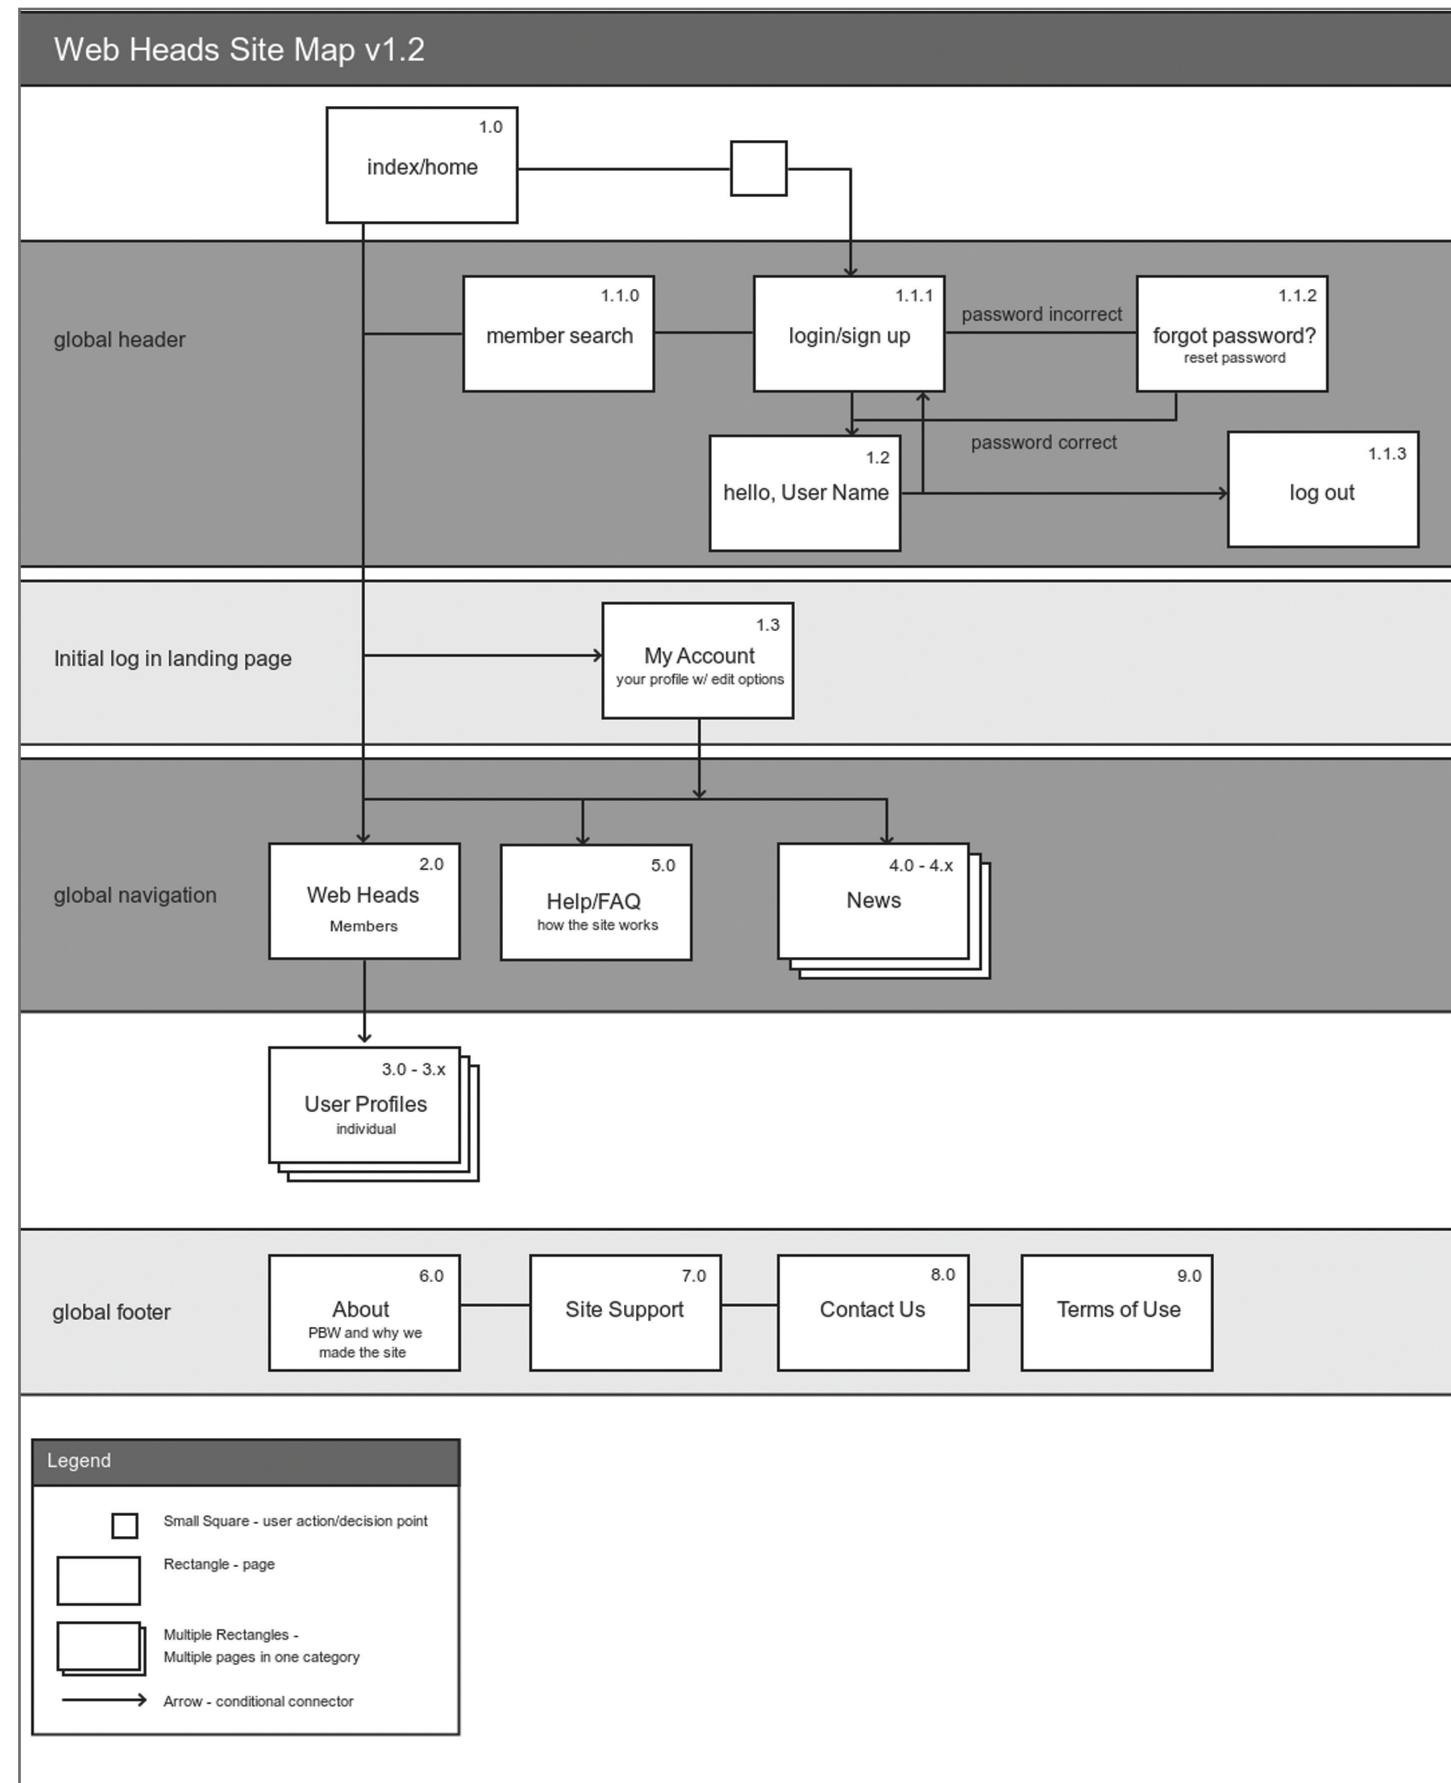 Web Heads Site Map v1.2
1.0
index/home
global header
1.1.0
member search
1.1.1
login/sign up
password incorrect
1.1.2
forgot password?
reset password
password correct
1.2
hello, User Name
1.1.3
log out
Initial log in landing page
1.3
My Account
your profile w/ edit options
global navigation
2.0
Web Heads
Members
5.0
Help/FAQ
how the site works
4.0 - 4.x
News
3.0 - 3.x
User Profiles
individual
global footer
6.0
About
PBW and why we
made the site
7.0
Site Support
8.0
Contact Us
9.0
Terms of Use
Legend
Small Square - user action/decision point
Rectangle - page
Multiple Rectangles -
Multiple pages in one category
Arrow - conditional connector